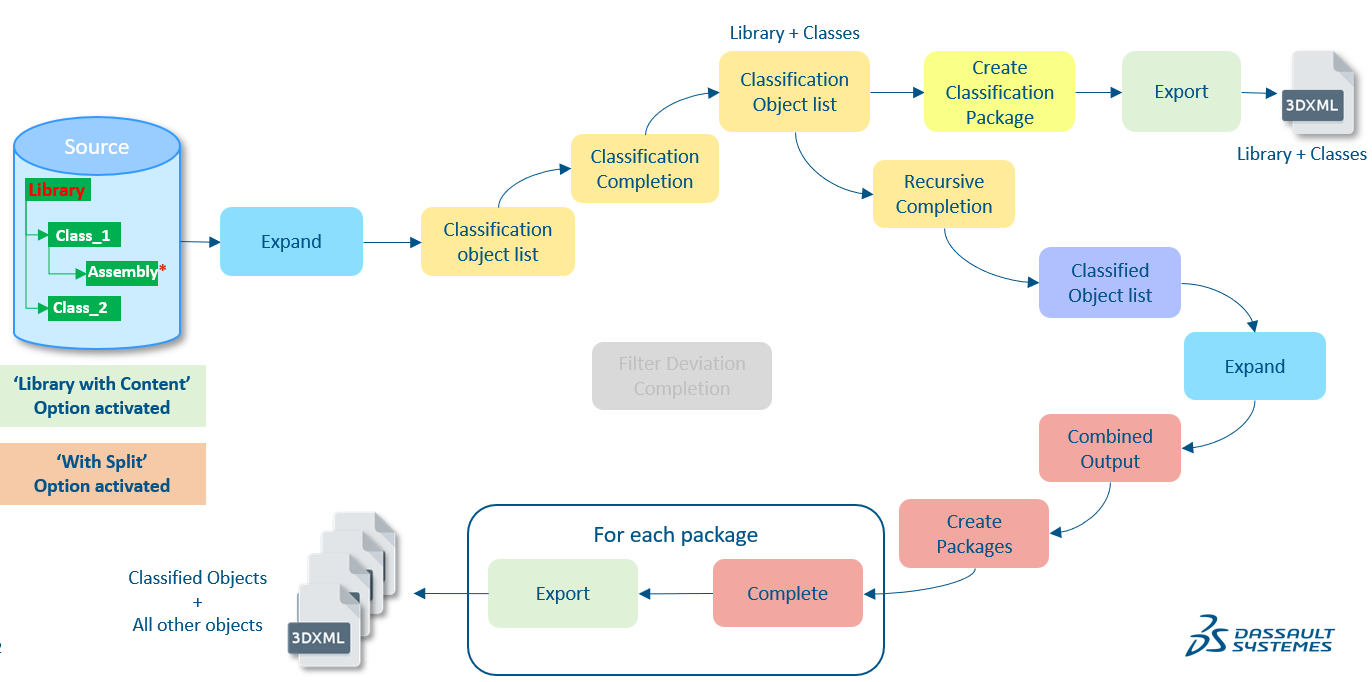 Library + Classes
Classification
Object list
Create
Classification
Package
Export
3DXML
Library + Classes
Source
Library
Class_1
Assembly*
Class_2
Classification
Completion
Recursive
Completion
Expand
Classification
object list
Classified
Object list
Expand
‘Library with Content’
Option activated
Filter Deviation
Completion
‘With Split’
Option activated
Combined
Output
Create
Packages
For each package
Complete
Export
Classified Objects
+
All other objects
3DXML
DASSAULT
SYSTEMES